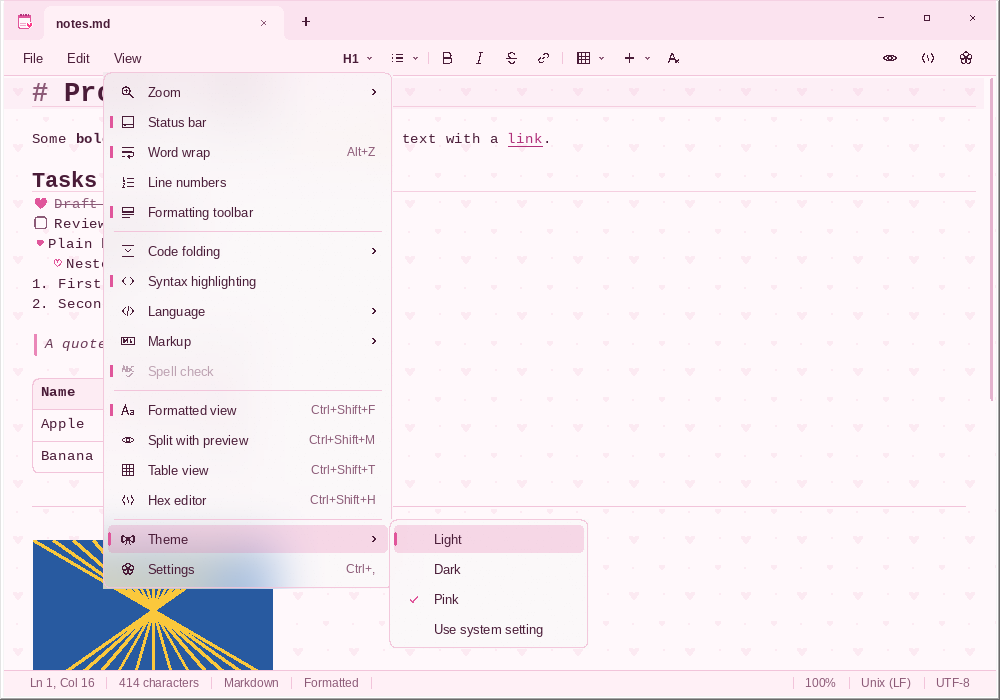 notes.md
File Edit View H1
# Pro
Some bol text with a link.
Tasks
Draft
Review
Plain
Neste
1. First
2. Secon
A quote
Name
Apple
Banana
Zoom
Status bar
Word wrap Alt+Z
Line numbers
Formatting toolbar
Code folding
Syntax highlighting
Language
Markup
Spell check
Formatted view Ctrl+Shift+F
Split with preview Ctrl+Shift+M
Table view Ctrl+Shift+T
Hex editor Ctrl+Shift+H
Theme
Settings Ctrl+,
Light
Dark
Pink
Use system setting
Ln 1, Col 16 414 characters Markdown Formatted 100% Unix (LF) UTF-8